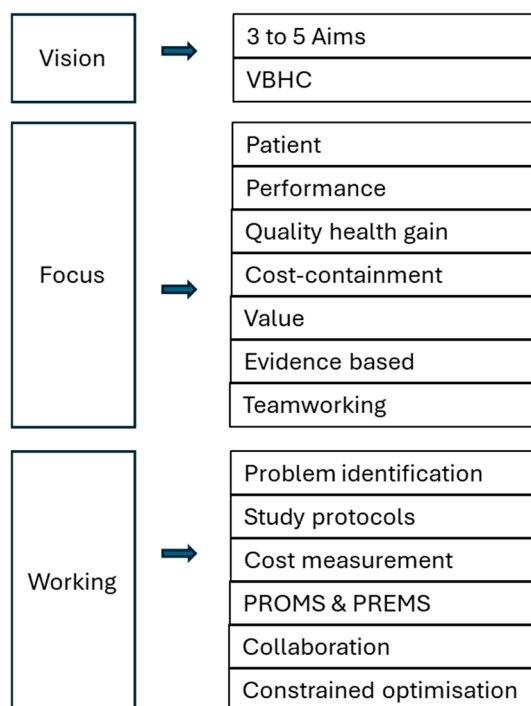 Vision
3 to 5 Aims
VBHC
Focus
Patient
Performance
Quality health gain
Cost-containment
Value
Evidence based
Teamworking
Working
Problem identification
Study protocols
Cost measurement
PROMS & PREMS
Collaboration
Constrained optimisation